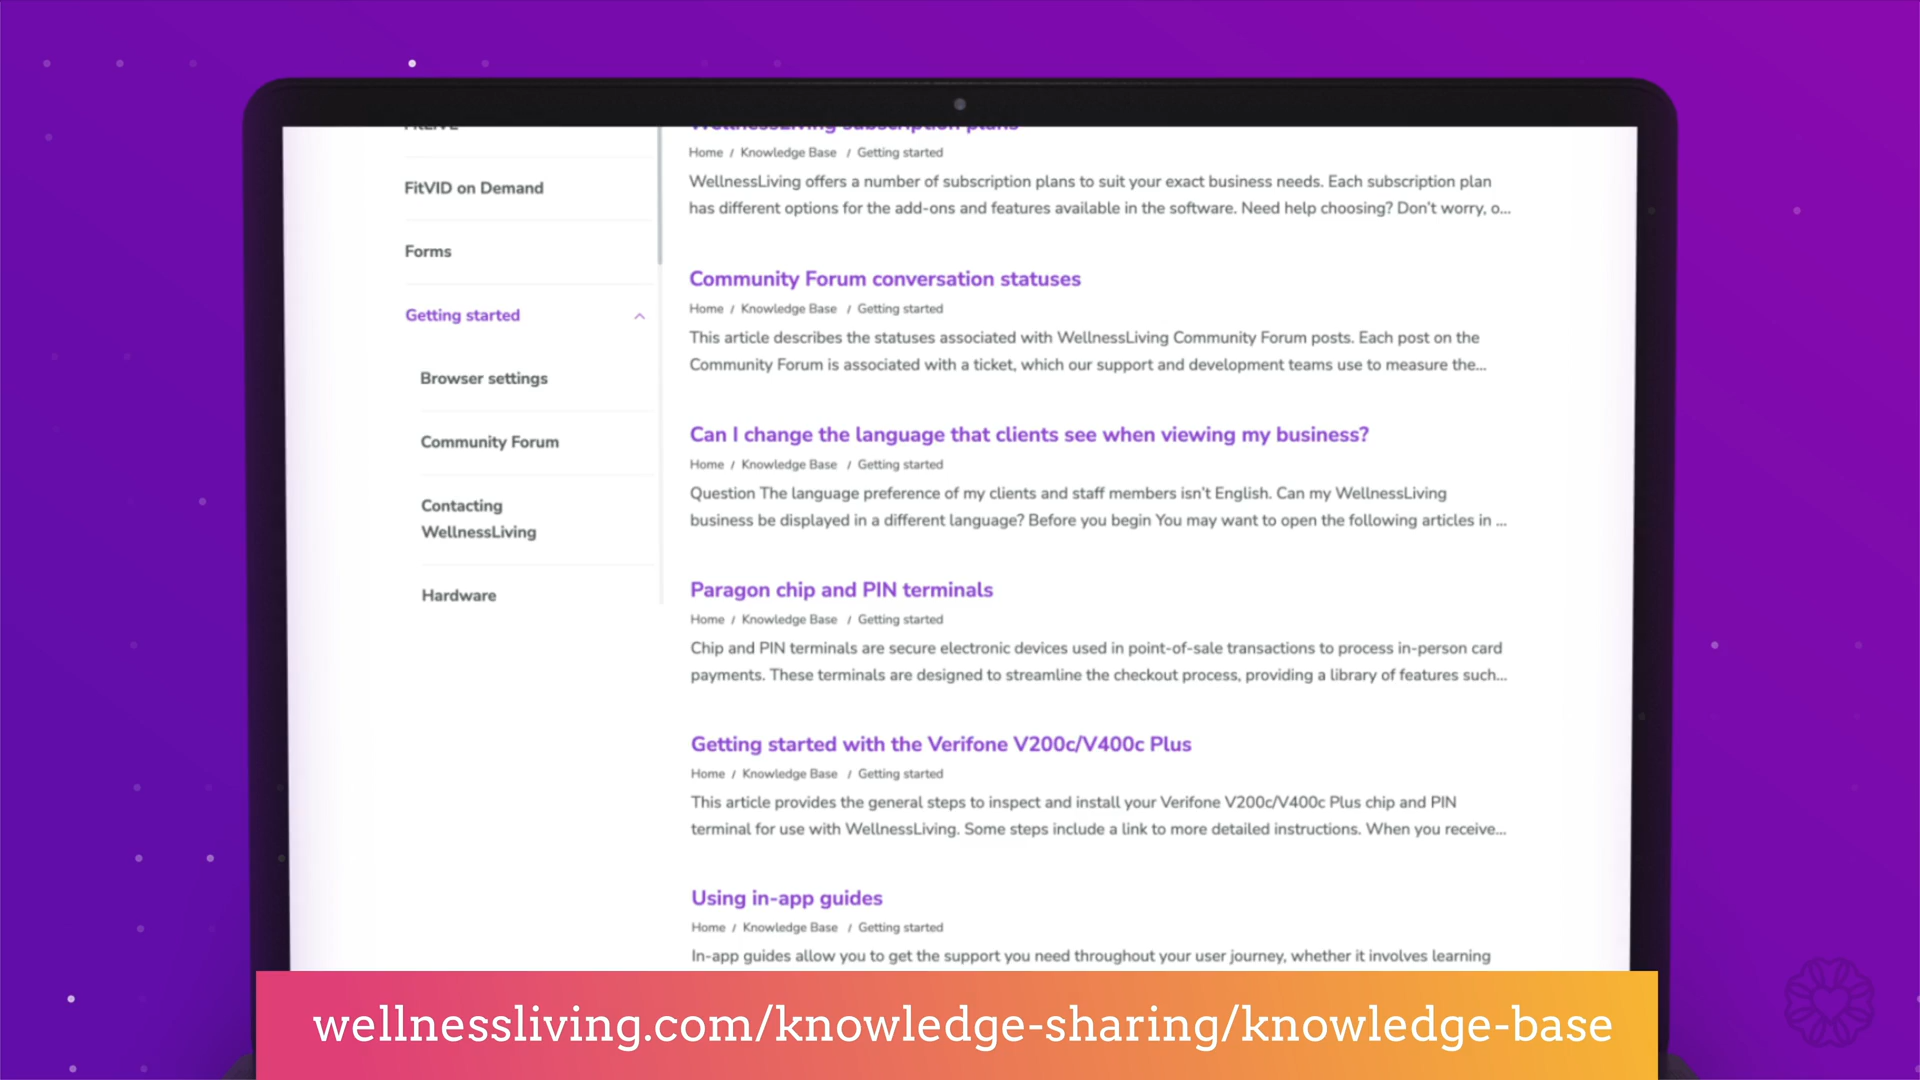 FitLIVE
FitVID on Demand
Forms
Getting started
Browser settings
Community Forum
Contacting
WellnessLiving
Hardware
WellnessLiving subscription plans
Home / Knowledge Base / Getting started
WellnessLiving offers a number of subscription plans to suit your exact business needs. Each subscription plan
has different options for the add-ons and features available in the software. Need help choosing? Don't worry, o...
Community Forum conversation statuses
Home / Knowledge Base / Getting started
This article describes the statuses associated with WellnessLiving Community Forum posts. Each post on the
Community Forum is associated with a ticket, which our support and development teams use to measure the...
Can I change the language that clients see when viewing my business?
Home / Knowledge Base / Getting started
Question The language preference of my clients and staff members isn't English. Can my WellnessLiving
business be displayed in a different language? Before you begin You may want to open the following articles in ...
Paragon chip and PIN terminals
Home / Knowledge Base / Getting started
Chip and PIN terminals are secure electronic devices used in point-of-sale transactions to process in-person card
payments. These terminals are designed to streamline the checkout process, providing a library of features such...
Getting started with the Verifone V200c/V400c Plus
Home / Knowledge Base / Getting started
This article provides the general steps to inspect and install your Verifone V200c/V400c Plus chip and PIN
terminal for use with WellnessLiving. Some steps include a link to more detailed instructions. When you receive...
Using in-app guides
Home / Knowledge Base / Getting started
In-app guides allow you to get the support you need throughout your user journey, whether it involves learning
wellnessliving.com/knowledge-sharing/knowledge-base